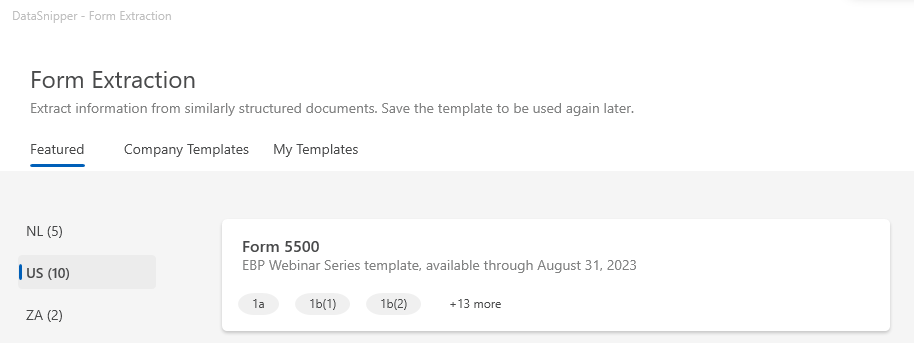 DataSnipper - Form Extraction
Form Extraction
Extract information from similarly structured documents. Save the template to be used again later.
Featured Company Templates My Templates
NL (5)
US (10)
ZA (2)
Form 5500
EBP Webinar Series template, available through August 31, 2023
1a 1b(1) 1b(2) +13 more